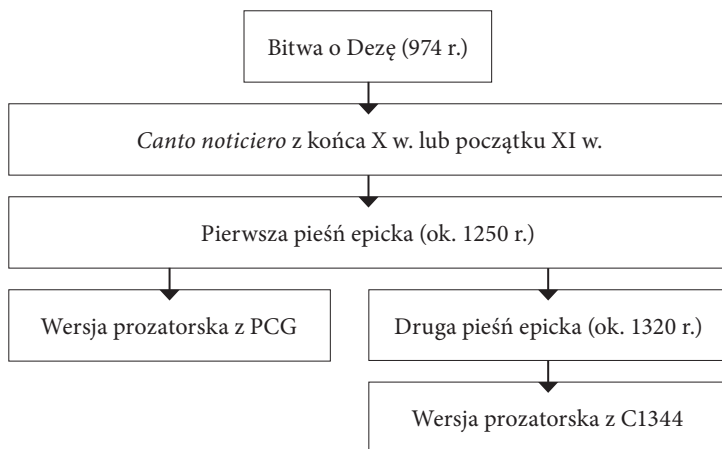 Bitwa o Dezę (974 r.)
Canto noticiero z końca X w. lub początku XI w.
Pierwsza pieśń epicka (ok. 1250 r.)
Wersja prozatorska z PCG
Druga pieśń epicka (ok. 1320 r.)
Wersja prozatorska z C1344